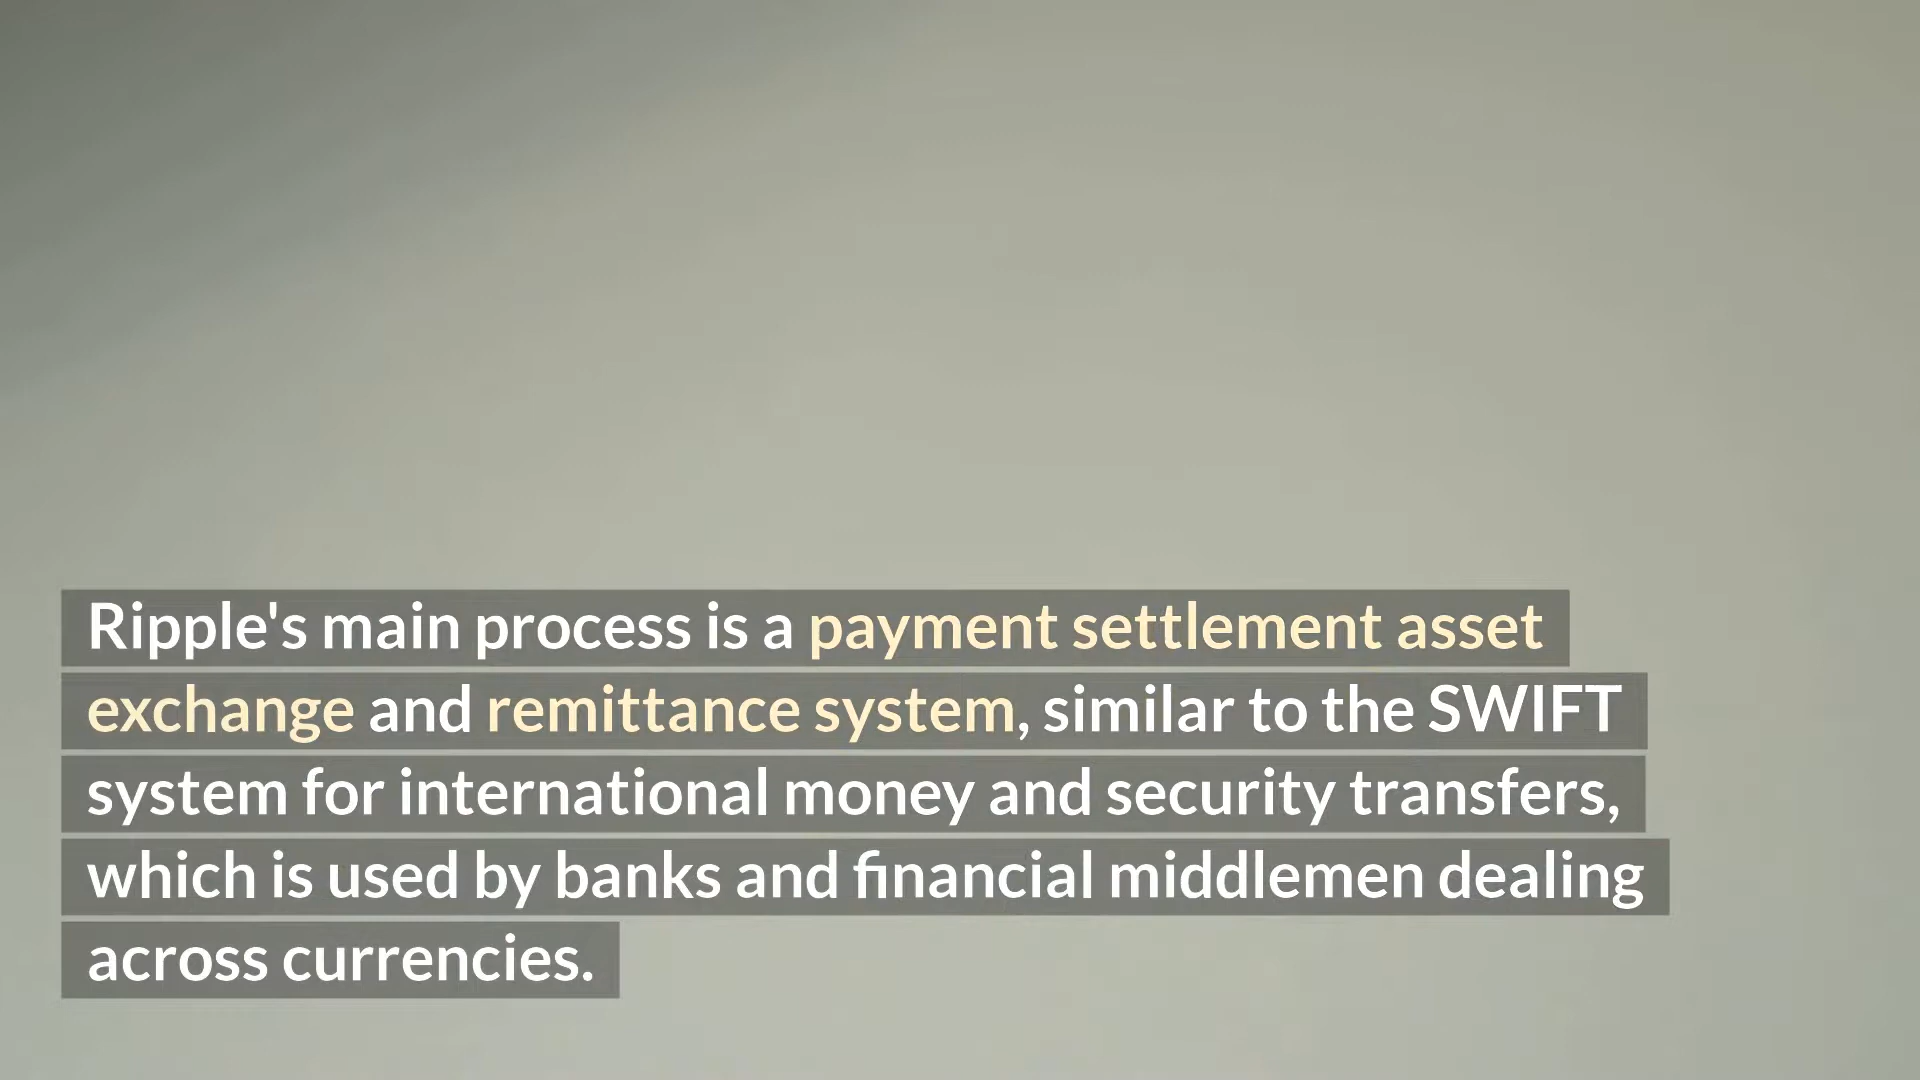 Ripple's main process is a payment settlement asset
exchange and remittance system, similar to the SWIFT
system for international money and security transfers,
which is used by banks and financial middlemen dealing
across currencies.